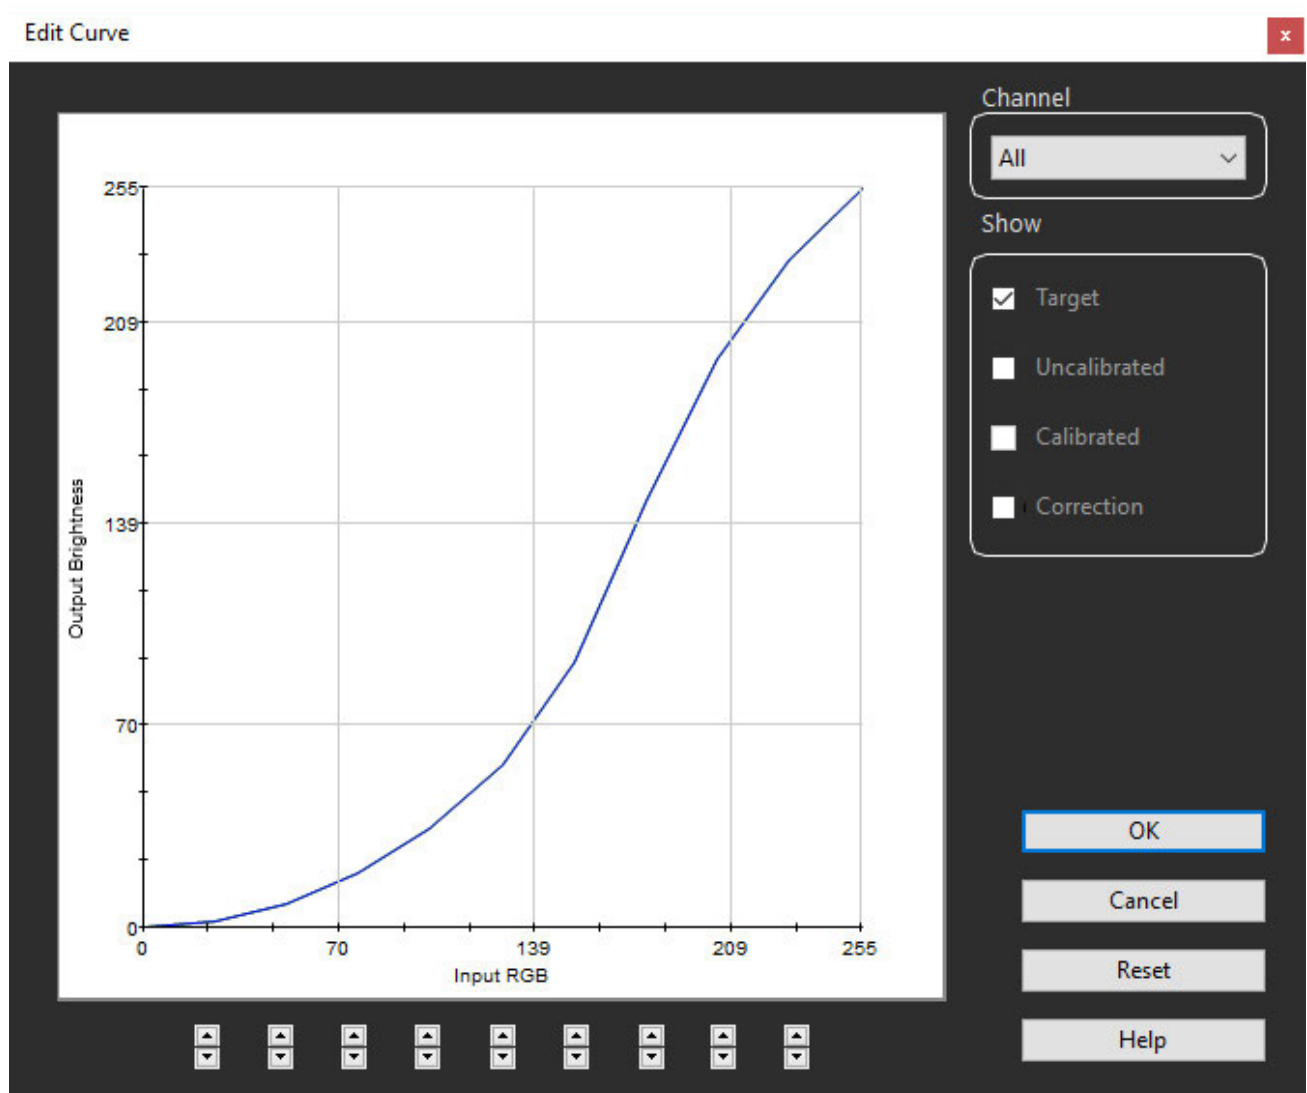 Edit Curve
x
Channel
All
Show
Target
Uncalibrated
Calibrated
Correction
255
209
139
70
0
Output Brightness
0 70 139 209 255
Input RGB
OK
Cancel
Reset
Help